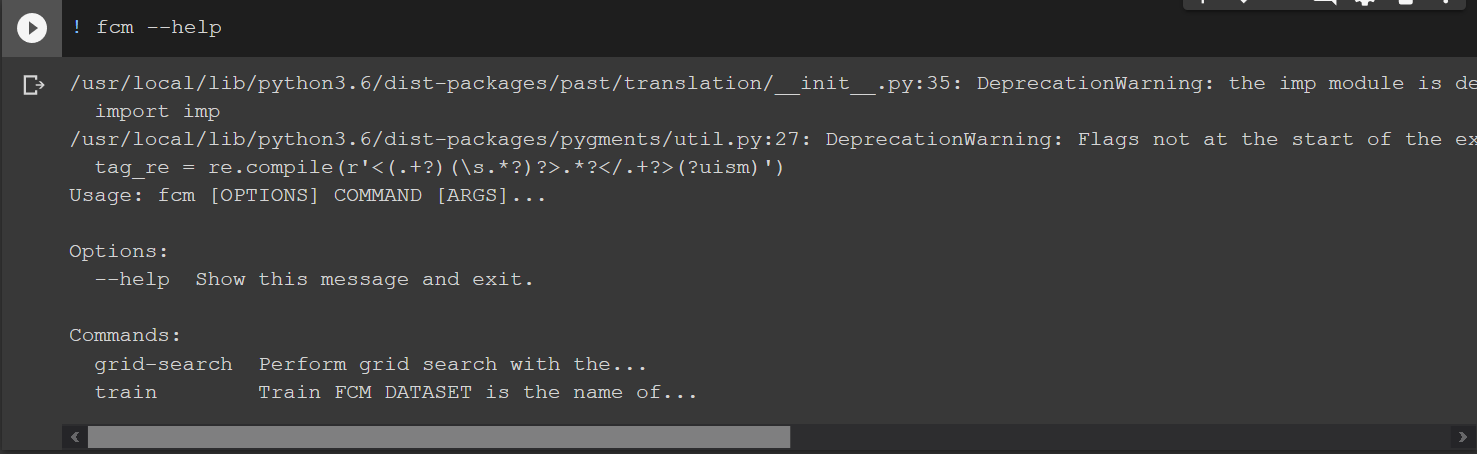 ! fcm --help
/usr/local/lib/python3.6/dist-packages/past/translation/__init__.py:35: DeprecationWarning: the imp module is de
import imp
/usr/local/lib/python3.6/dist-packages/pygments/util.py:27: DeprecationWarning: Flags not at the start of the ex
tag_re = re.compile(r'<(.+?)(\s.*?)?>.*?</.+?>(?uism)')
Usage: fcm [OPTIONS] COMMAND [ARGS]...
Options:
--help  Show this message and exit.
Commands:
grid-search  Perform grid search with the...
train        Train FCM DATASET is the name of...